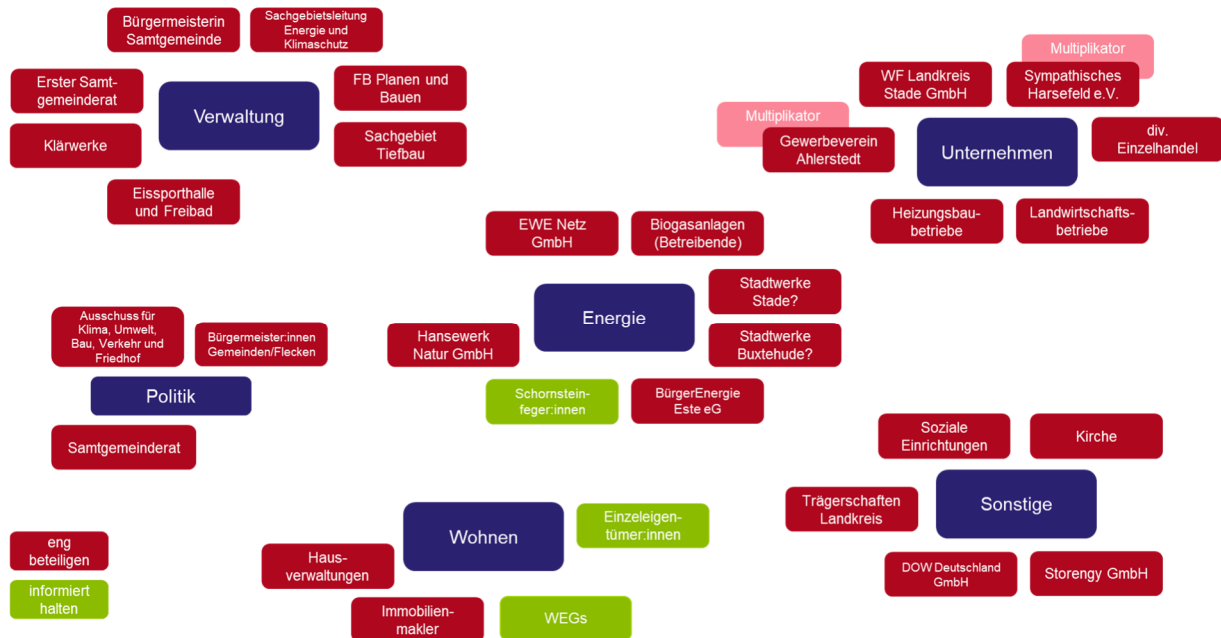 Bürgermeisterin
Samtgemeinde
Sachgebietsleitung
Energie und
Klimaschutz
Erster Samt-
gemeinderat
FB Planen und
Bauen
Verwaltung
Klärwerke
Sachgebiet
Tiefbau
Eissporthalle
und Freibad
Multiplikator
WF Landkreis
Stade GmbH
Sympathisches
Harsefeld e.V.
Multiplikator
Gewerbeverein
Ahlerstedt
Unternehmen
div.
Einzelhandel
Heizungsbau-
betriebe
Landwirtschafts-
betriebe
EWE Netz
GmbH
Biogasanlagen
(Betreibende)
Stadtwerke
Stade?
Energie
Hansewerk
Natur GmbH
Stadtwerke
Buxtehude?
Schornstein-
feger:innen
BürgerEnergie
Este eG
Ausschuss für
Klima, Umwelt,
Bau, Verkehr und
Friedhof
Bürgermeister:innen
Gemeinden/Flecken
Politik
Samtgemeinderat
Soziale
Einrichtungen
Kirche
Trägerschaften
Landkreis
Sonstige
DOW Deutschland
GmbH
Storengy GmbH
Wohnen
Einzeleigen-
tümer:innen
Haus-
verwaltungen
Immobilien-
makler
WEGs
eng
beteiligen
informiert
halten